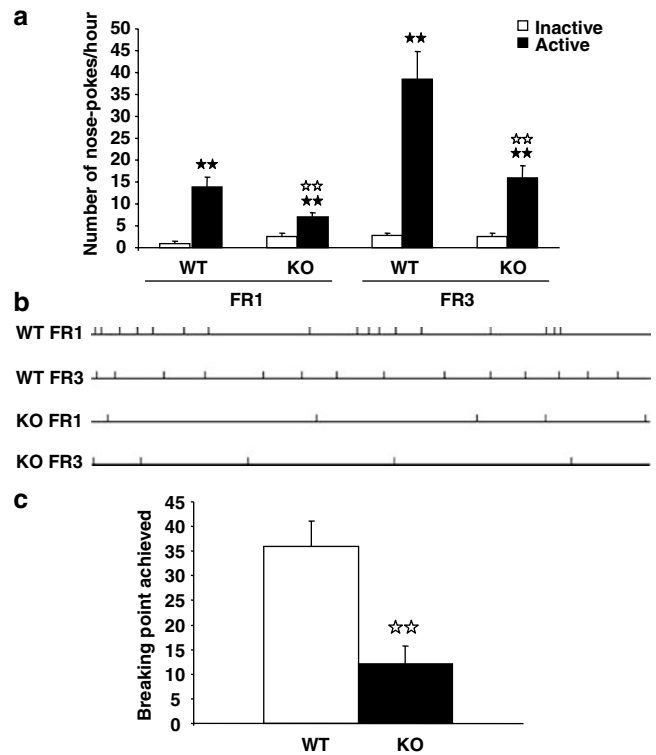 a
Number of nose-pokes/hour
50
45
40
35
30
25
20
15
10
5
0
Inactive
Active
★★
☆☆
★★
★★
☆☆
★★
WT KO WT KO
FR1 FR3
b
WT FR1
WT FR3
KO FR1
KO FR3
c
Breaking point achieved
45
40
35
30
25
20
15
10
5
0
☆☆
WT KO